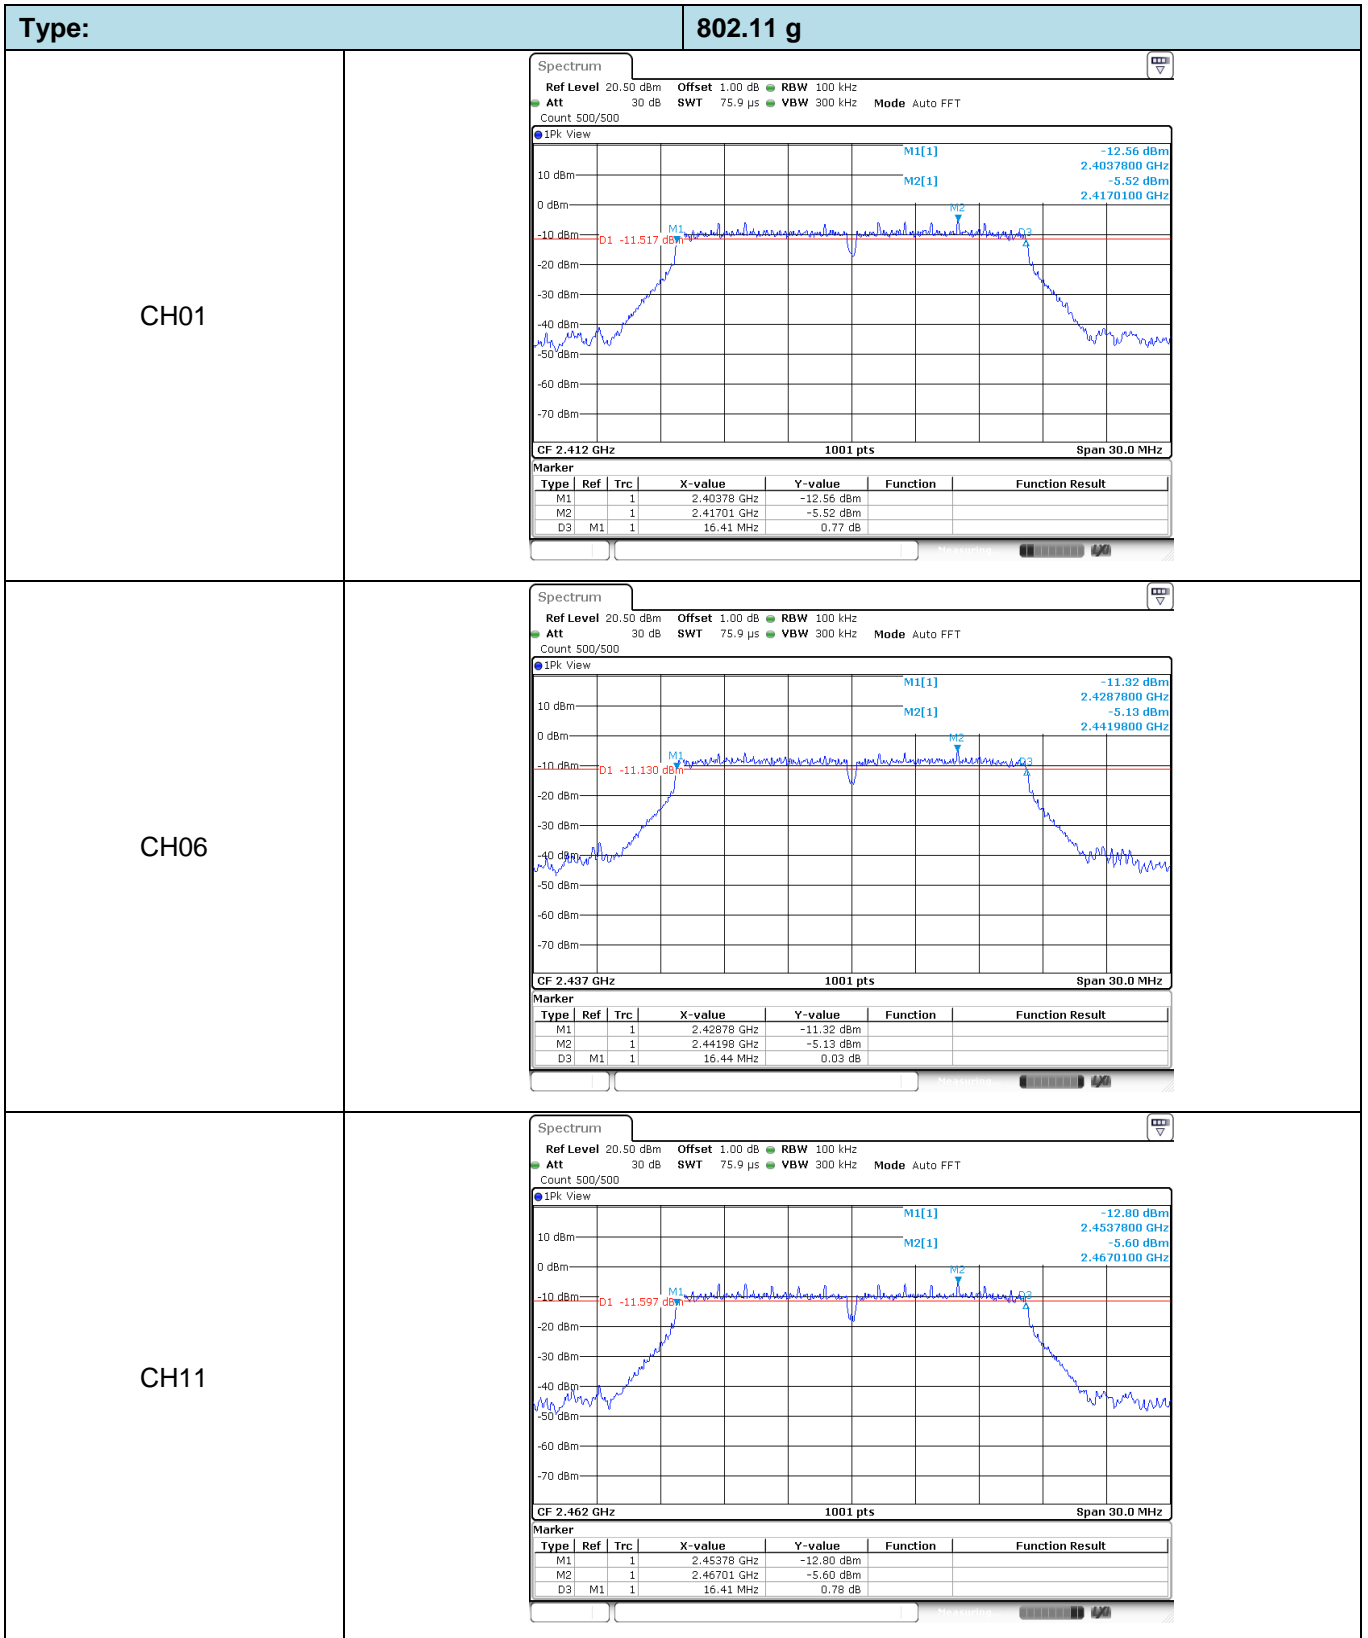 Type: 802.11 g
CH01
Spectrum
Ref Level 20.50 dBm Offset 1.00 dB RBW 100 kHz
Att 30 dB SWT 75.9 µs VBW 300 kHz Mode Auto FFT
Count 500/500
1Pk View
M1[1] -12.56 dBm
2.4037800 GHz
10 dBm
M2[1] -5.52 dBm
2.4170100 GHz
0 dBm
M2
M1
D3
-10 dBm
D1 -11.517 dBm
-20 dBm
-30 dBm
-40 dBm
-50 dBm
-60 dBm
-70 dBm
CF 2.412 GHz 1001 pts Span 30.0 MHz
Marker
Type Ref Trc X-value Y-value Function Function Result
M1 1 2.40378 GHz -12.56 dBm
M2 1 2.41701 GHz -5.52 dBm
D3 M1 1 16.41 MHz 0.77 dB
Measuring...
LXI
CH06
Spectrum
Ref Level 20.50 dBm Offset 1.00 dB RBW 100 kHz
Att 30 dB SWT 75.9 µs VBW 300 kHz Mode Auto FFT
Count 500/500
1Pk View
M1[1] -11.32 dBm
2.4287800 GHz
10 dBm
M2[1] -5.13 dBm
2.4419800 GHz
0 dBm
M2
M1
D3
-10 dBm
D1 -11.130 dBm
-20 dBm
-30 dBm
-40 dBm
-50 dBm
-60 dBm
-70 dBm
CF 2.437 GHz 1001 pts Span 30.0 MHz
Marker
Type Ref Trc X-value Y-value Function Function Result
M1 1 2.42878 GHz -11.32 dBm
M2 1 2.44198 GHz -5.13 dBm
D3 M1 1 16.44 MHz 0.03 dB
Measuring...
LXI
CH11
Spectrum
Ref Level 20.50 dBm Offset 1.00 dB RBW 100 kHz
Att 30 dB SWT 75.9 µs VBW 300 kHz Mode Auto FFT
Count 500/500
1Pk View
M1[1] -12.80 dBm
2.4537800 GHz
10 dBm
M2[1] -5.60 dBm
2.4670100 GHz
0 dBm
M2
M1
D3
-10 dBm
D1 -11.597 dBm
-20 dBm
-30 dBm
-40 dBm
-50 dBm
-60 dBm
-70 dBm
CF 2.462 GHz 1001 pts Span 30.0 MHz
Marker
Type Ref Trc X-value Y-value Function Function Result
M1 1 2.45378 GHz -12.80 dBm
M2 1 2.46701 GHz -5.60 dBm
D3 M1 1 16.41 MHz 0.78 dB
Measuring...
LXI